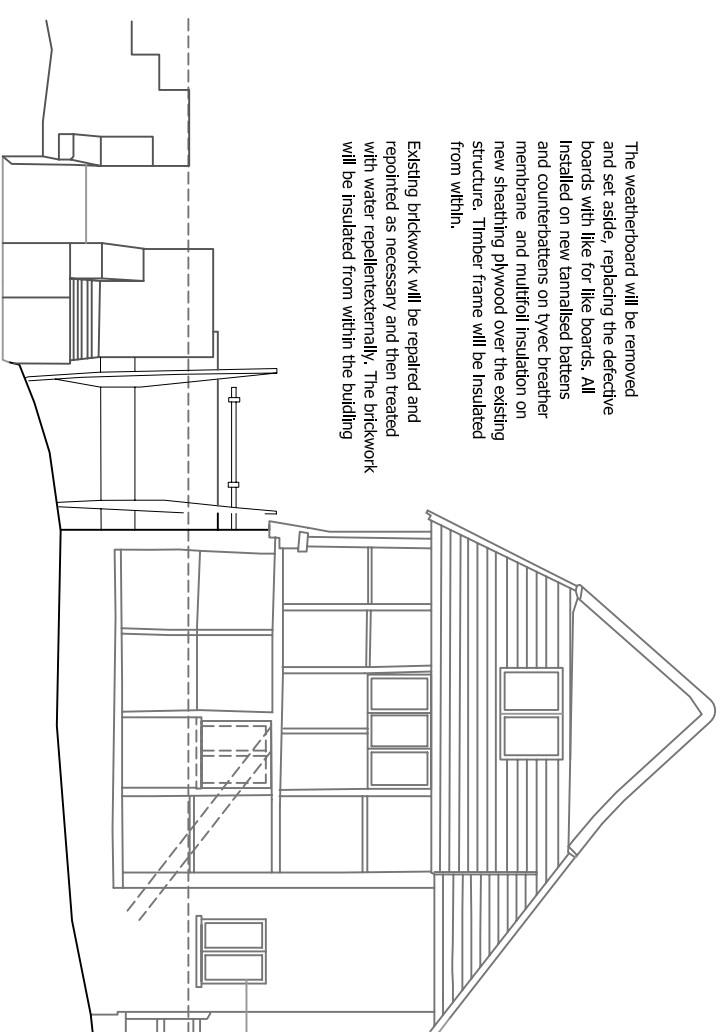 The weatherboard will be removed
and set aside, replacing the defective
boards with like for like boards. All
installed on new tannalised battens
and counterbattens on tyvec breather
membrane and multifoil insulation on
new sheathing plywood over the existing
structure. Timber frame will be insulated
from within.
Existing brickwork will be repaired and
repointed as necessary and then treated
with water repellentexternally. The brickwork
will be insulated from within the buidling